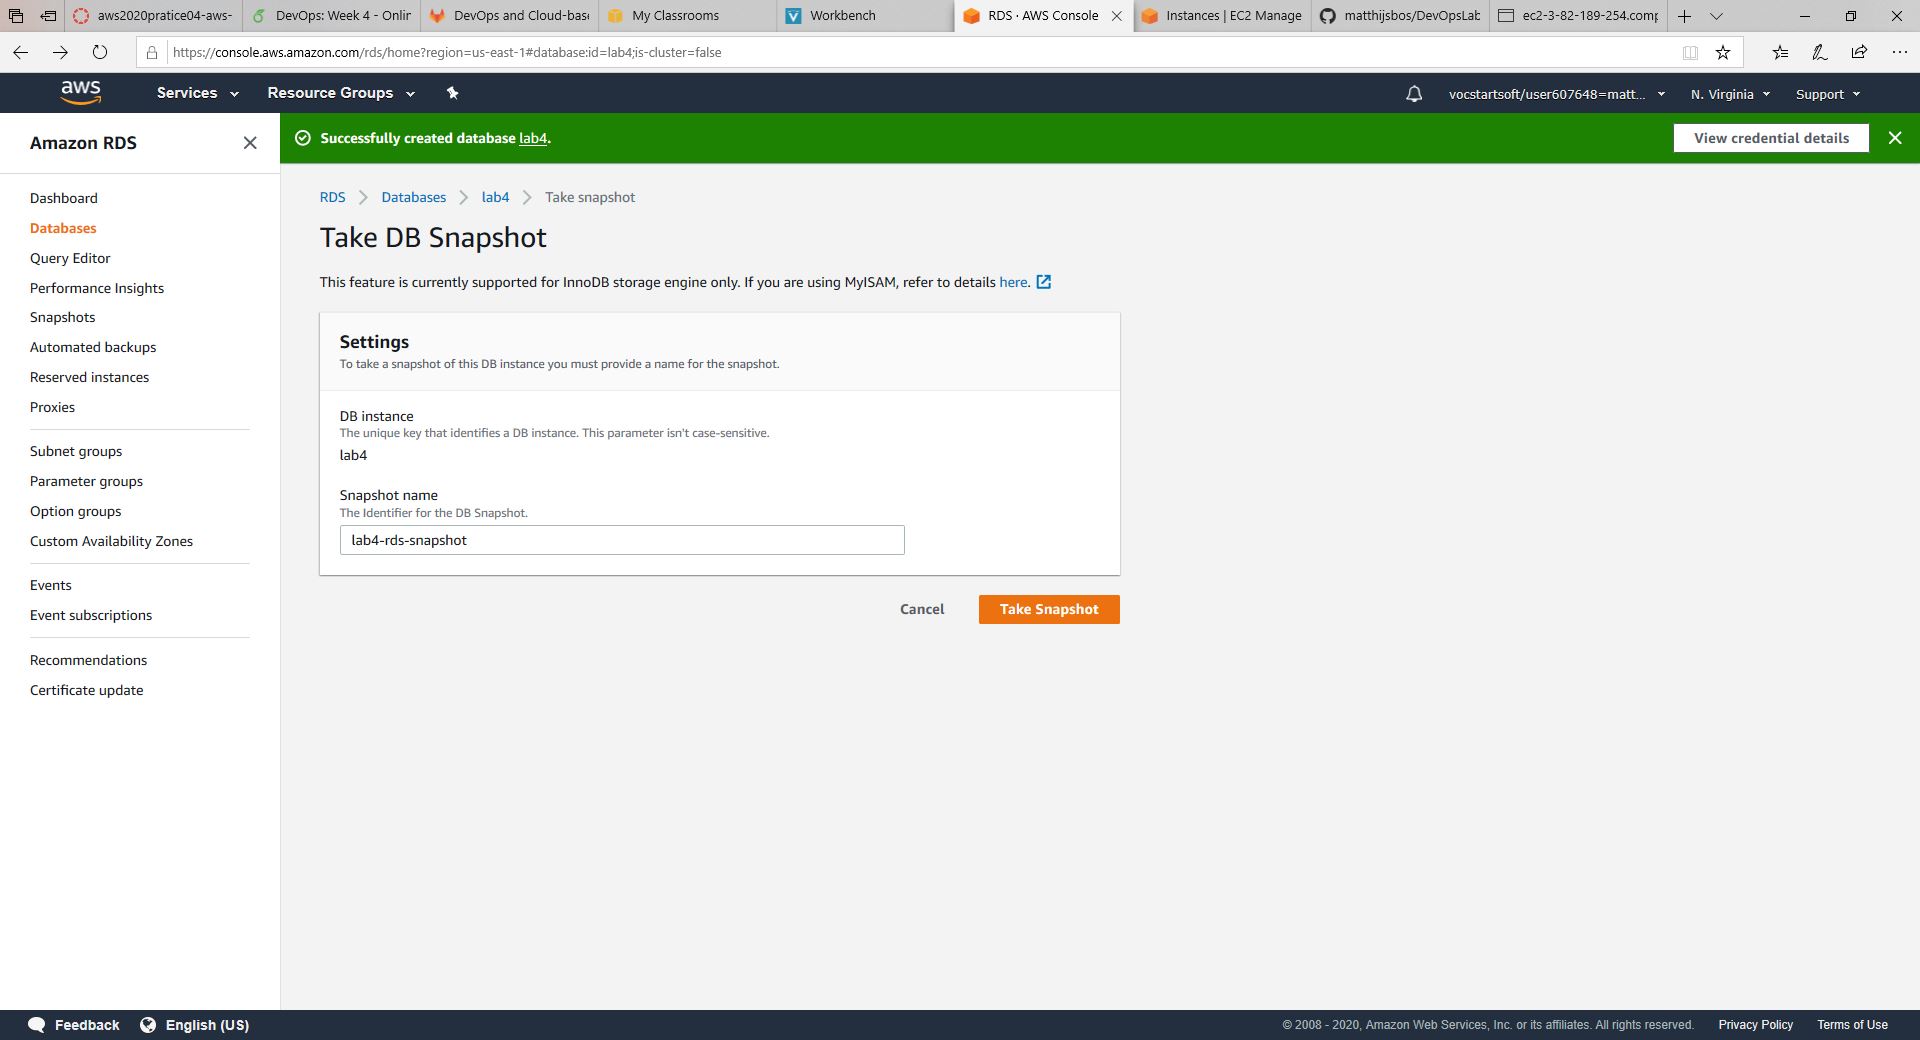 aws2020pratice04-aws-
DevOps: Week 4 - Onlin
DevOps and Cloud-base
My Classrooms
Workbench
RDS · AWS Console
Instances | EC2 Manage
matthijsbos/DevOpsLab
ec2-3-82-189-254.comp
https://console.aws.amazon.com/rds/home?region=us-east-1#database:id=lab4;is-cluster=false
aws
Services
Resource Groups
vocstartsoft/user607648=matt...
N. Virginia
Support
Amazon RDS
Successfully created database lab4.
View credential details
Dashboard
Databases
Query Editor
Performance Insights
Snapshots
Automated backups
Reserved instances
Proxies
Subnet groups
Parameter groups
Option groups
Custom Availability Zones
Events
Event subscriptions
Recommendations
Certificate update
RDS
Databases
lab4
Take snapshot
Take DB Snapshot
This feature is currently supported for InnoDB storage engine only. If you are using MyISAM, refer to details here.
Settings
To take a snapshot of this DB instance you must provide a name for the snapshot.
DB instance
The unique key that identifies a DB instance. This parameter isn't case-sensitive.
lab4
Snapshot name
The Identifier for the DB Snapshot.
lab4-rds-snapshot
Cancel
Take Snapshot
Feedback
English (US)
© 2008 - 2020, Amazon Web Services, Inc. or its affiliates. All rights reserved.
Privacy Policy
Terms of Use